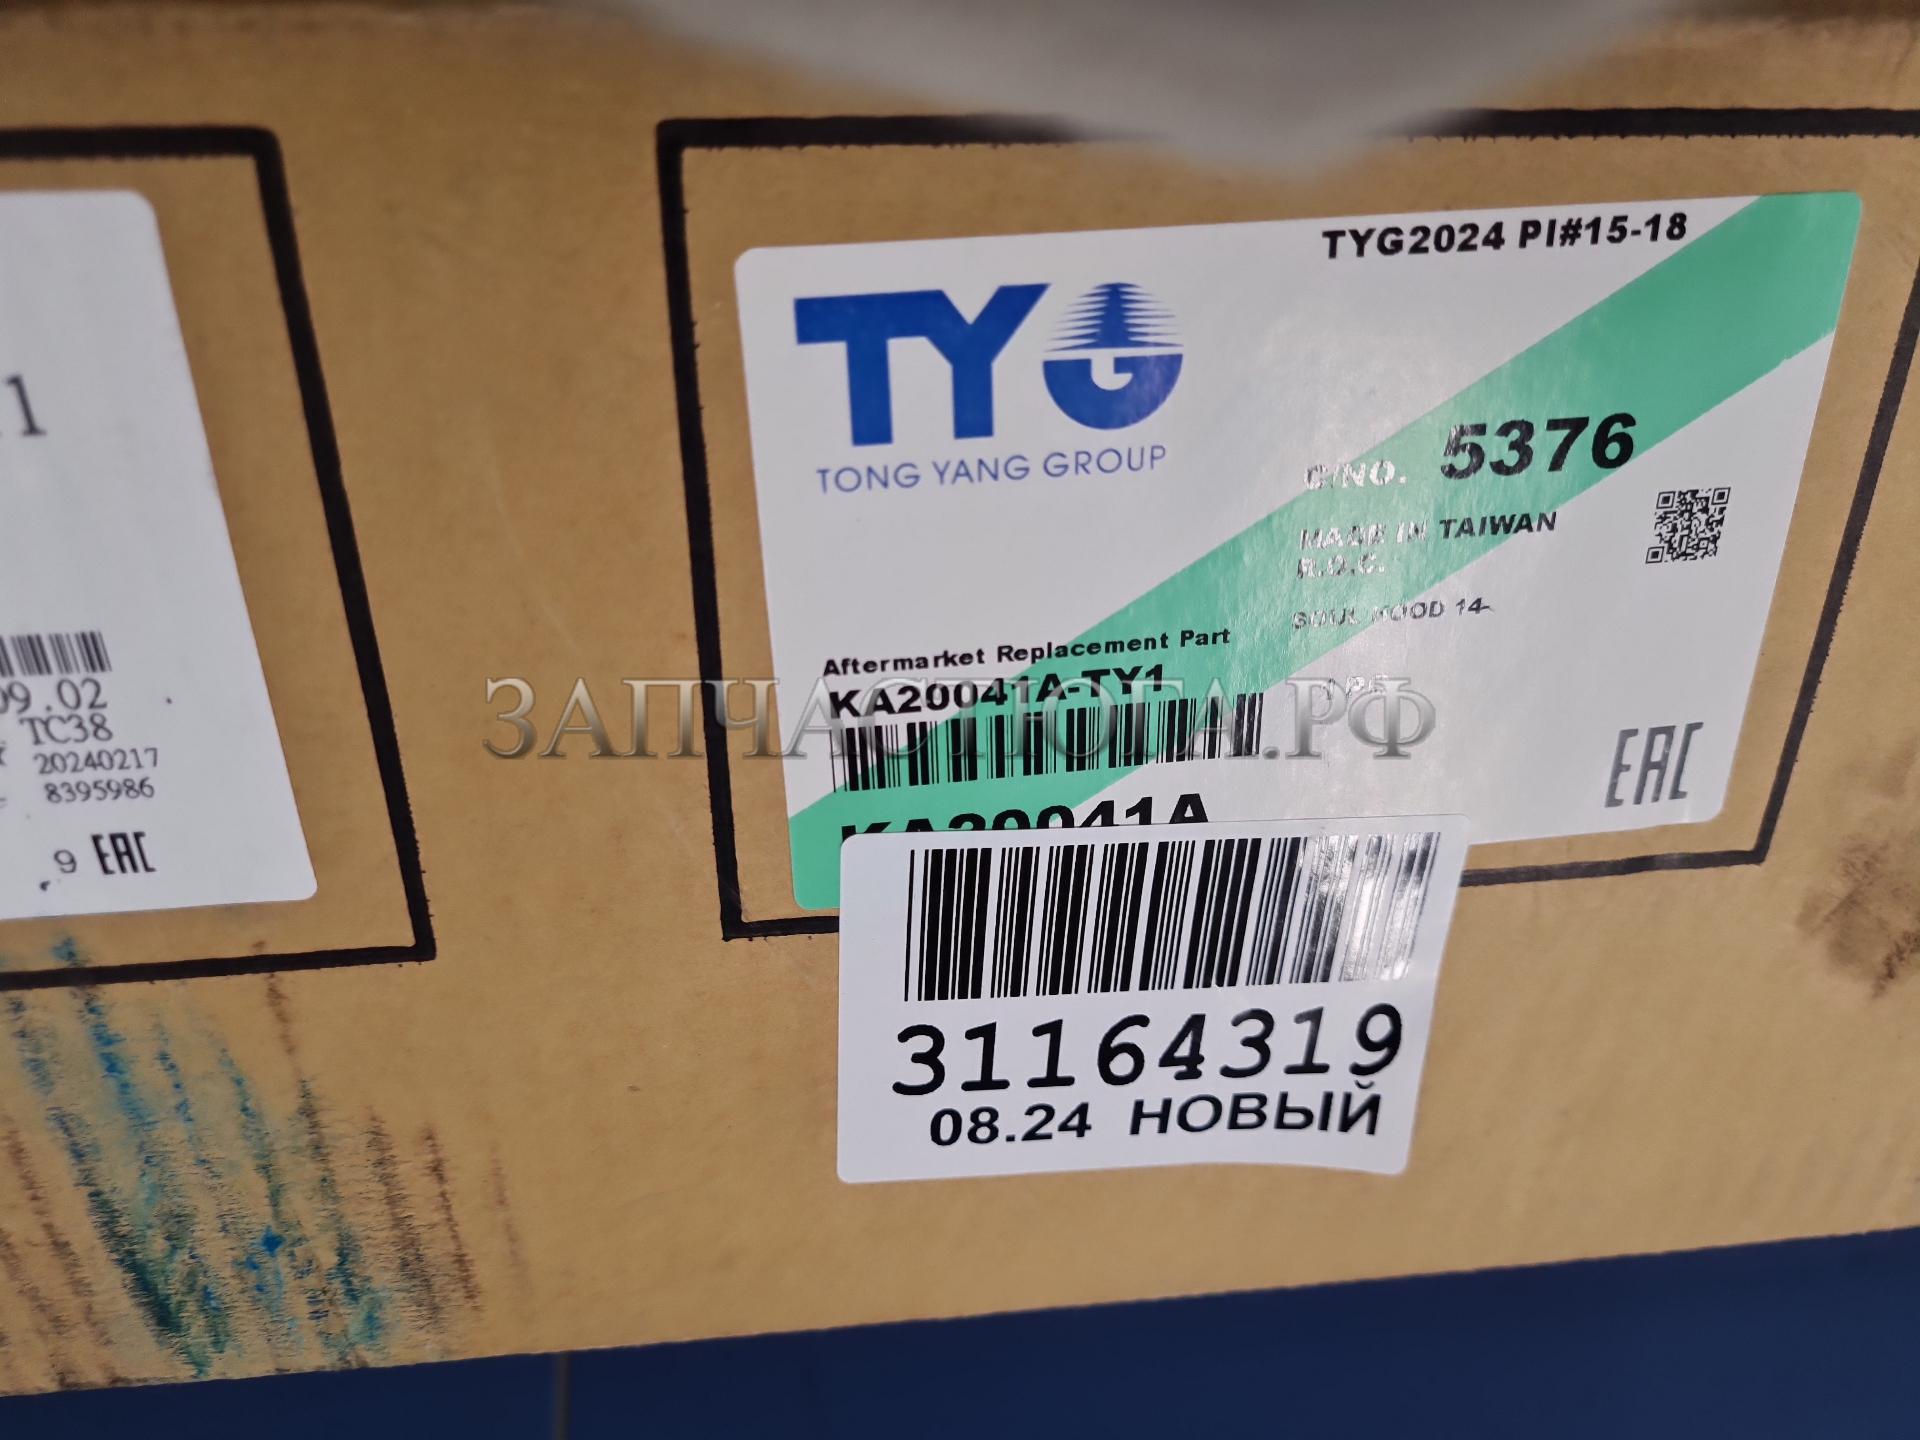 TYG2024 PI#15-18
TYG
TONG YANG GROUP
C/NO. 5376
MADE IN TAIWAN
R.O.C.
SOUL HOOD 14-
Aftermarket Replacement Part
KA20041A-TY1
KA20041A
EAC
31164319
08.24 НОВЫЙ
ЗАПЧАСТЮГА.РФ
1
09.02
TC38
20240217
8395986
9 EAC